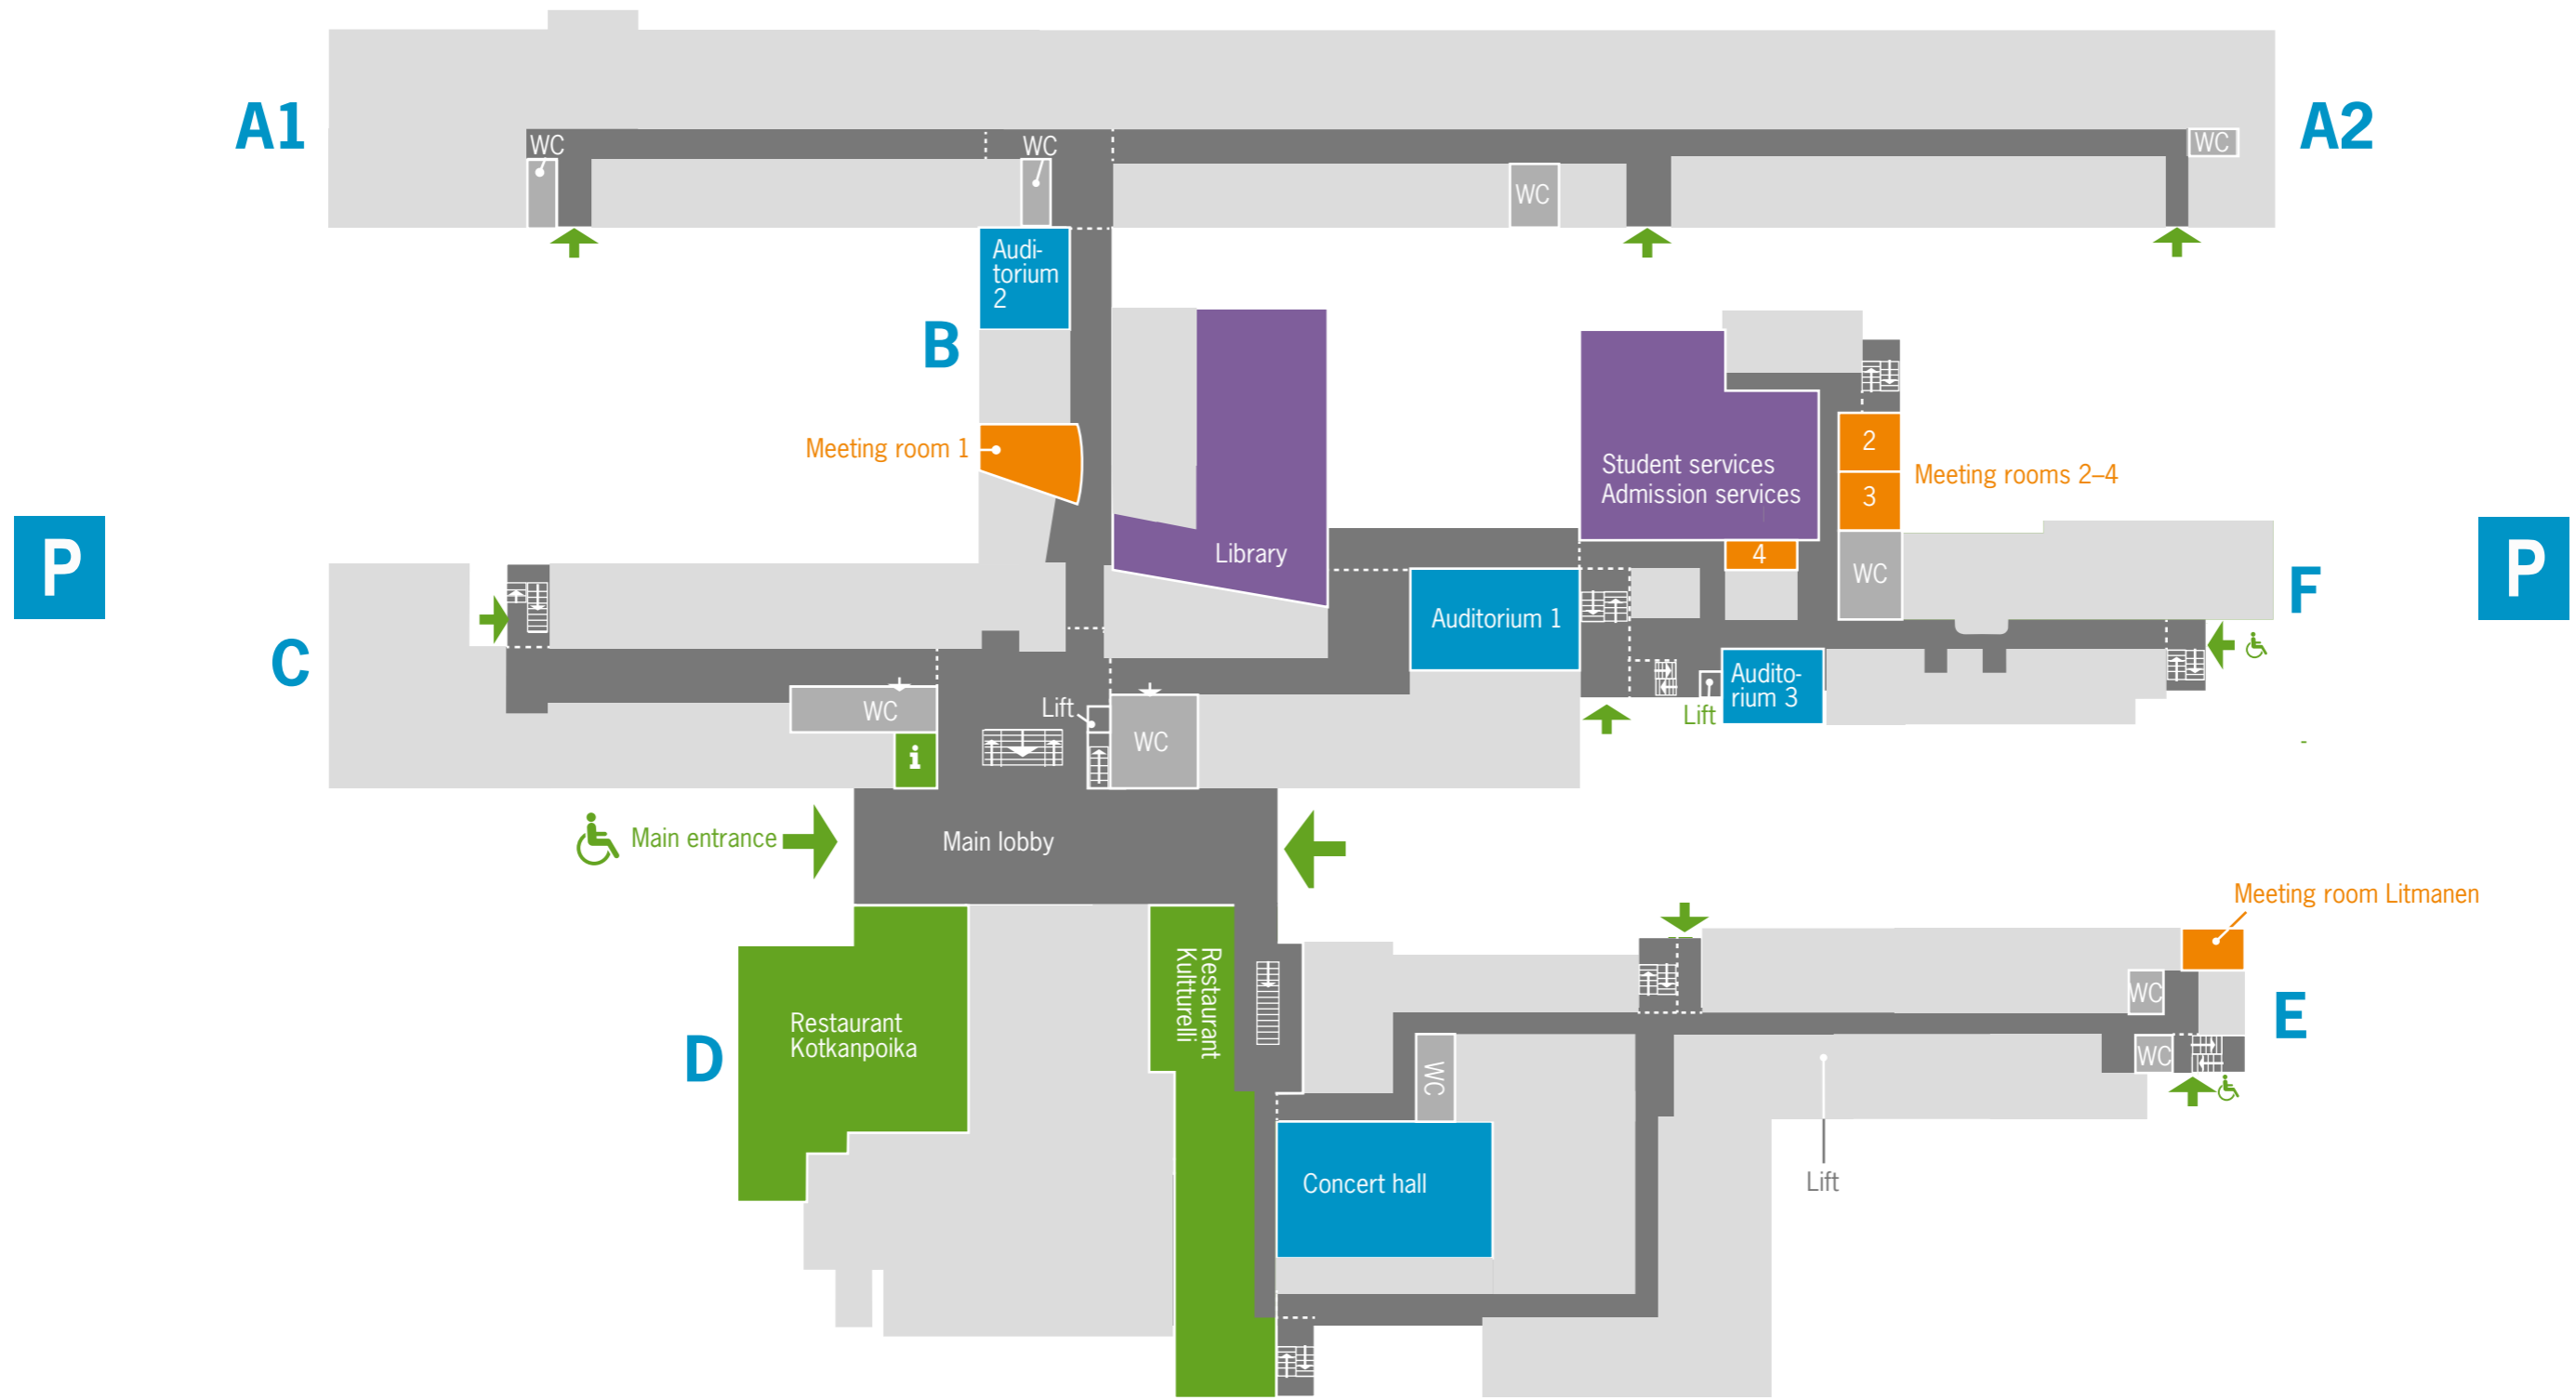 A1
A2
WC
WC
WC
WC
Audi-
torium
2
B
Meeting room 1
Library
Student services
Admission services
2
3
4
Meeting rooms 2–4
WC
P
P
F
Auditorium 1
C
Audito-
rium 3
Lift
WC
Lift
WC
i
Main entrance
Main lobby
Meeting room Litmanen
Restaurant
Kotkanpoika
D
Restaurant
Kulttuurelli
WC
WC
WC
E
Concert hall
Lift